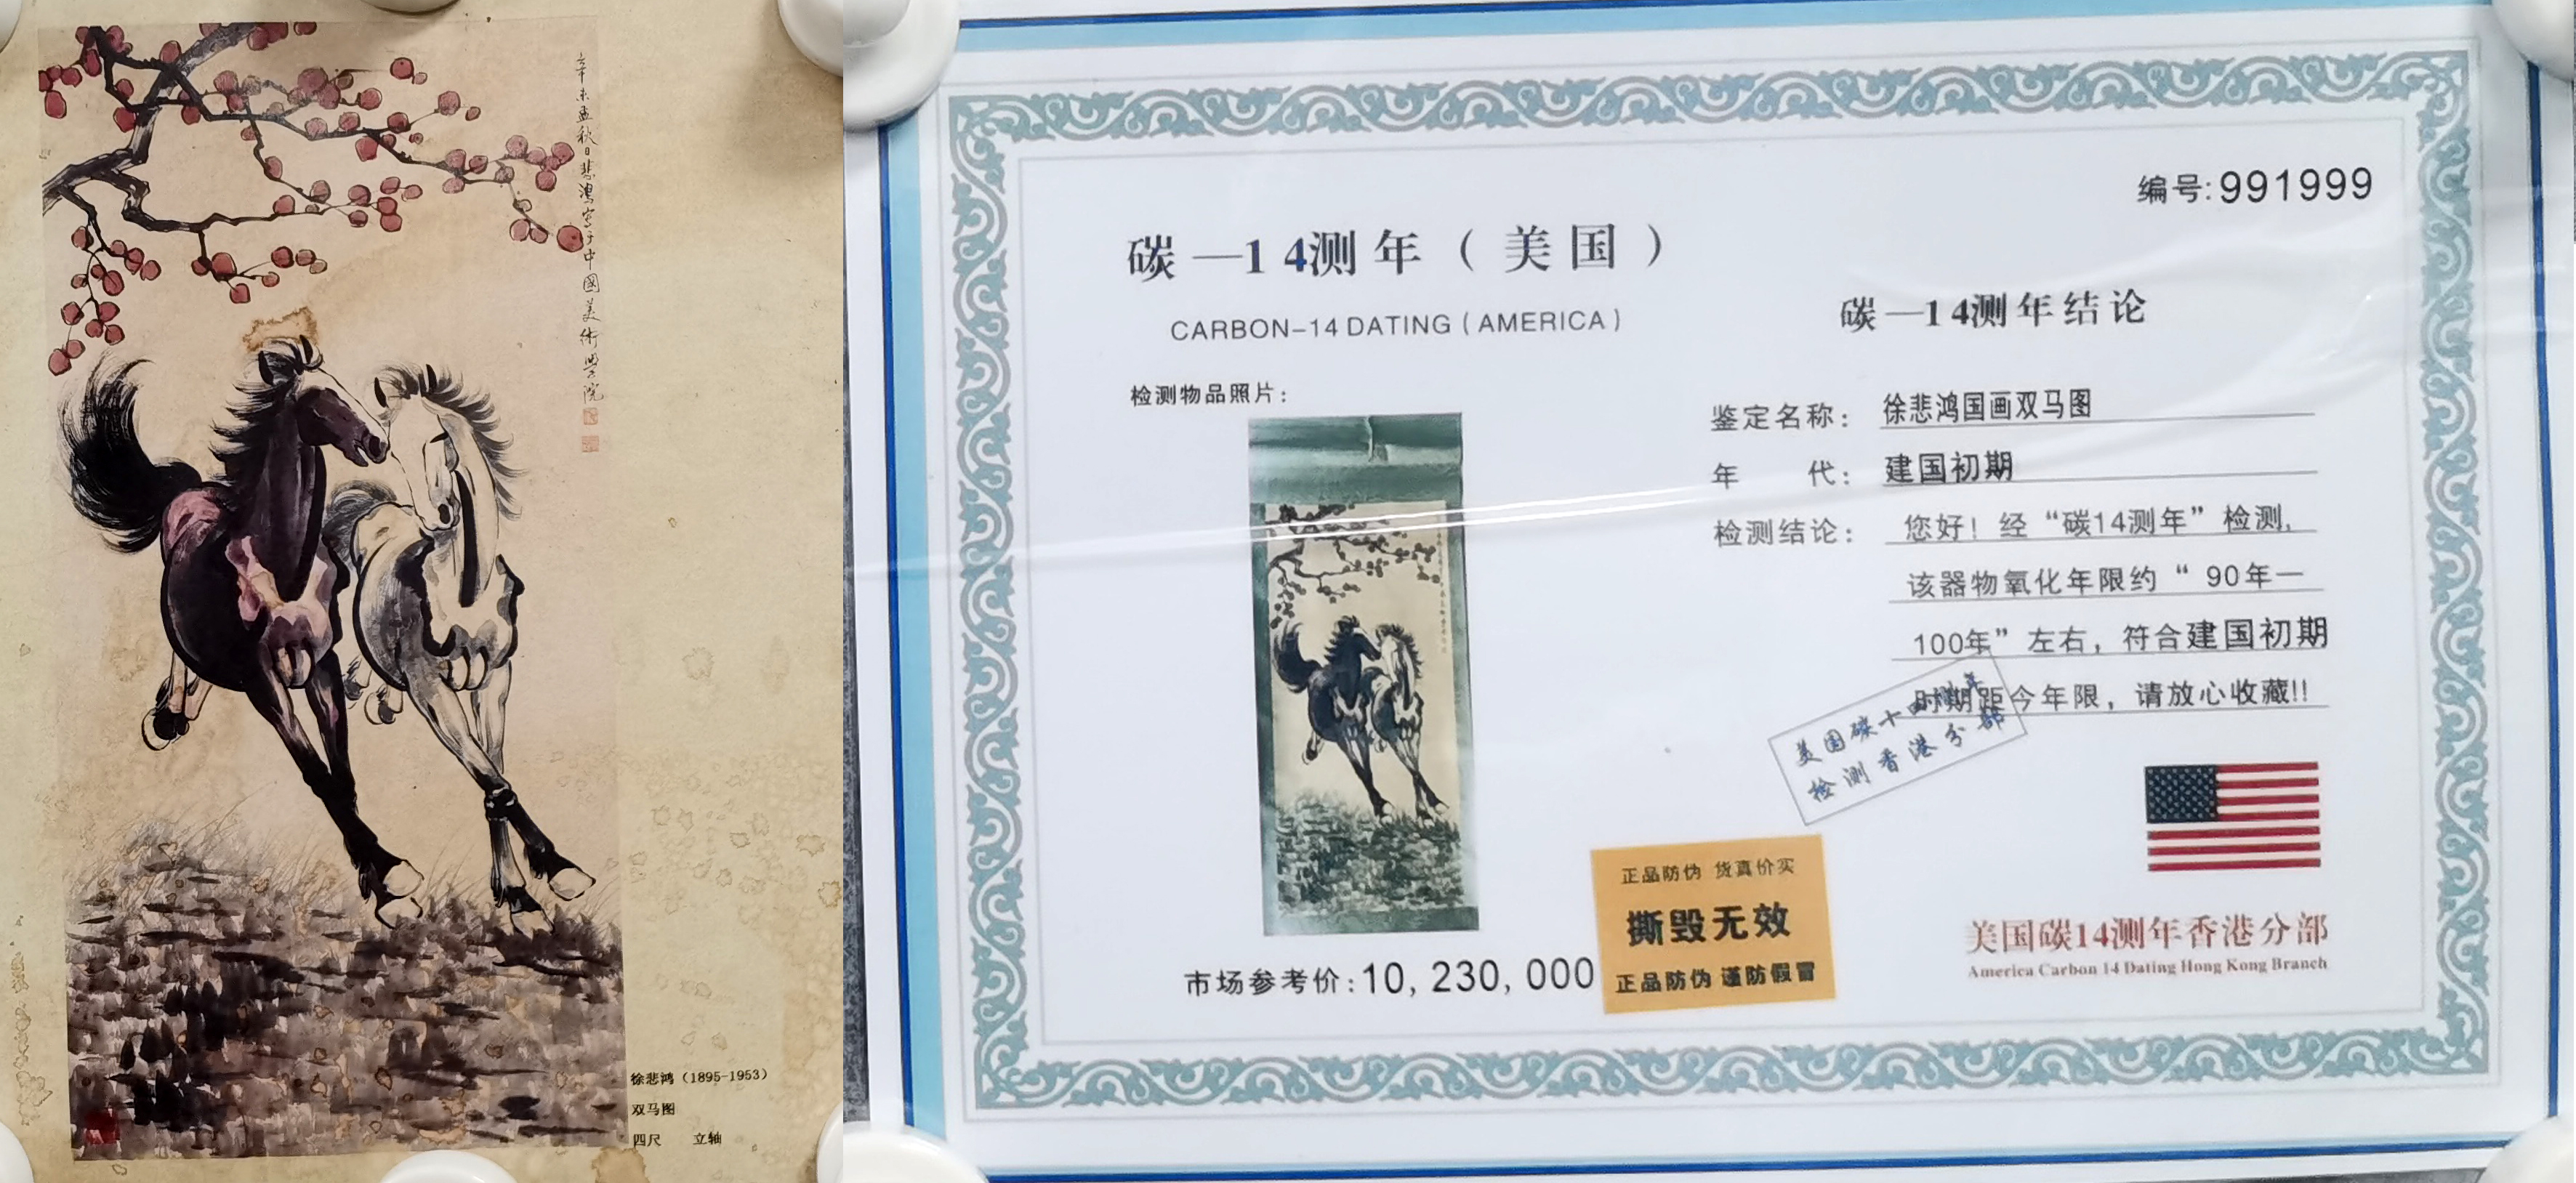 辛未孟秋日悲鸿写于中國美術學院
徐悲鸿（1895-1953）
双马图
四尺 立轴
编号:991999
碳—14测年（美国）
CARBON-14 DATING（AMERICA）
碳—14测年结论
检测物品照片：
鉴定名称： 徐悲鸿国画双马图
年 代： 建国初期
检测结论： 您好！经“碳14测年”检测,
该器物氧化年限约“ 90年一
100年”左右，符合建国初期
时期距今年限，请放心收藏!!
美国碳十四测年
检测香港分部
正品防伪 货真价实
撕毁无效
正品防伪 谨防假冒
市场参考价:10, 230, 000
美国碳14测年香港分部
America Carbon 14 Dating Hong Kong Branch